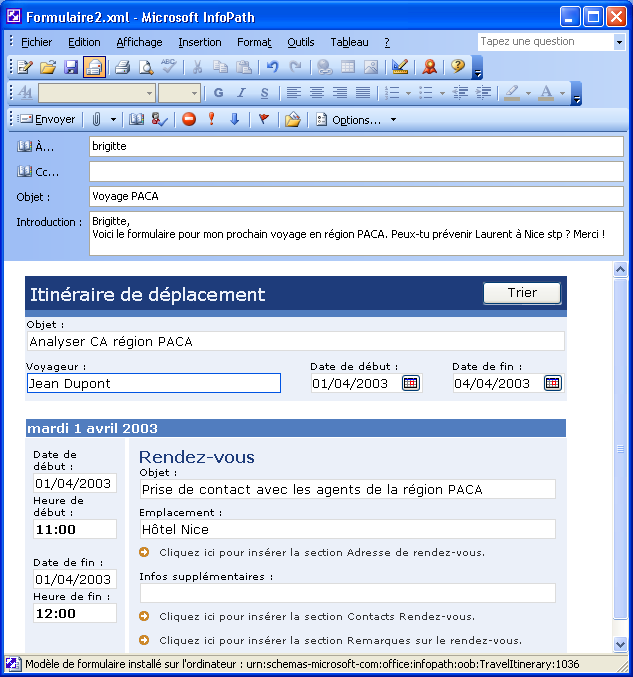 Formulaire2.xml - Microsoft InfoPath
Fichier Edition Affichage Insertion Format Outils Tableau ? Tapez une question
G I S
Envoyer Options...
À... brigitte
Cc...
Objet : Voyage PACA
Introduction : Brigitte,
Voici le formulaire pour mon prochain voyage en région PACA. Peux-tu prévenir Laurent à Nice stp ? Merci !
Itinéraire de déplacement Trier
Objet :
Analyser CA région PACA
Voyageur : Date de début : Date de fin :
Jean Dupont 01/04/2003 04/04/2003
mardi 1 avril 2003
Date de début :
01/04/2003
Heure de début :
11:00
Date de fin :
01/04/2003
Heure de fin :
12:00
Rendez-vous
Objet :
Prise de contact avec les agents de la région PACA
Emplacement :
Hôtel Nice
Cliquez ici pour insérer la section Adresse de rendez-vous.
Infos supplémentaires :
Cliquez ici pour insérer la section Contacts Rendez-vous.
Cliquez ici pour insérer la section Remarques sur le rendez-vous.
Modèle de formulaire installé sur l'ordinateur : urn:schemas-microsoft-com:office:infopath:oob:TravelItinerary:1036